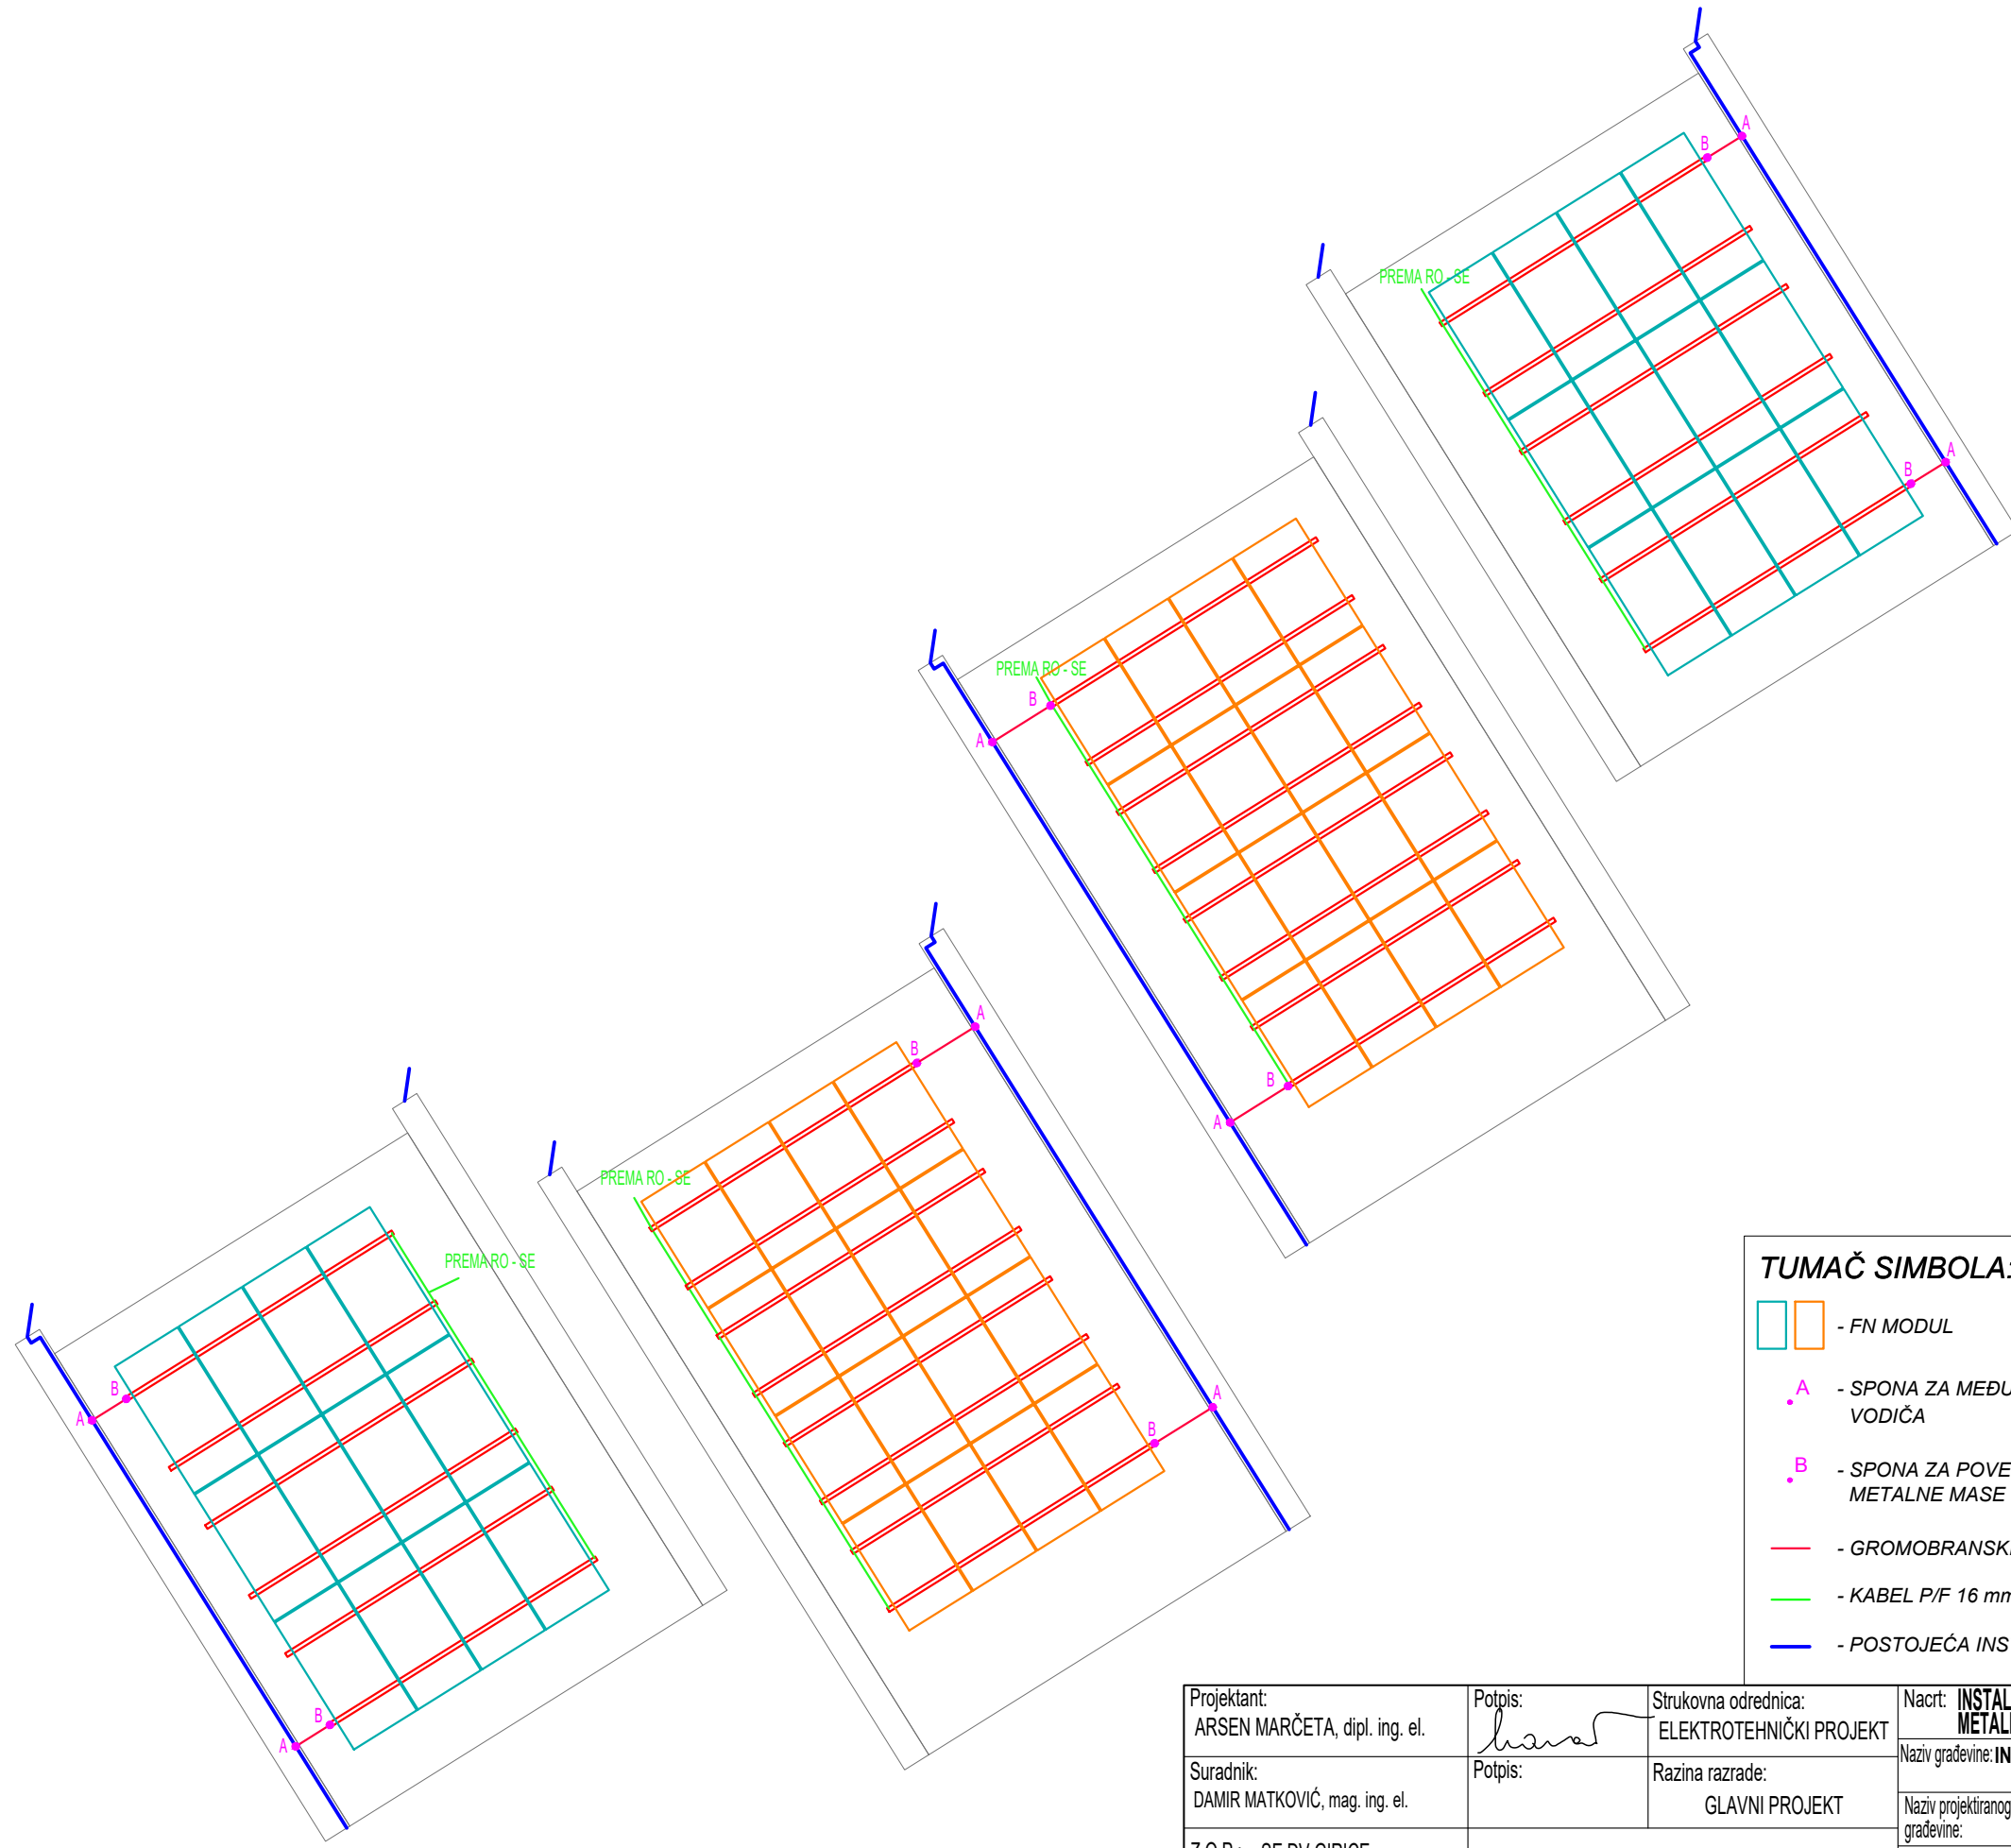 A
B
PREMA RO - SE
A
B
PREMA RO - SE
B
A
B
A
A
B
PREMA RO - SE
PREMA RO - SE
B
A
A
B
B
A
TUMAČ SIMBOLA:
- FN MODUL
A - SPONA ZA MEĐU
VODIČA
B - SPONA ZA POVE
METALNE MASE
- GROMOBRANSK
- KABEL P/F 16 mm
- POSTOJEĆA INS
Projektant:
ARSEN MARČETA, dipl. ing. el.
Potpis:
Strukovna odrednica:
ELEKTROTEHNIČKI PROJEKT
Nacrt: INSTAL
METALI
Naziv građevine: IN
Suradnik:
DAMIR MATKOVIĆ, mag. ing. el.
Potpis:
Razina razrade:
GLAVNI PROJEKT
Naziv projektiranog
građevine: